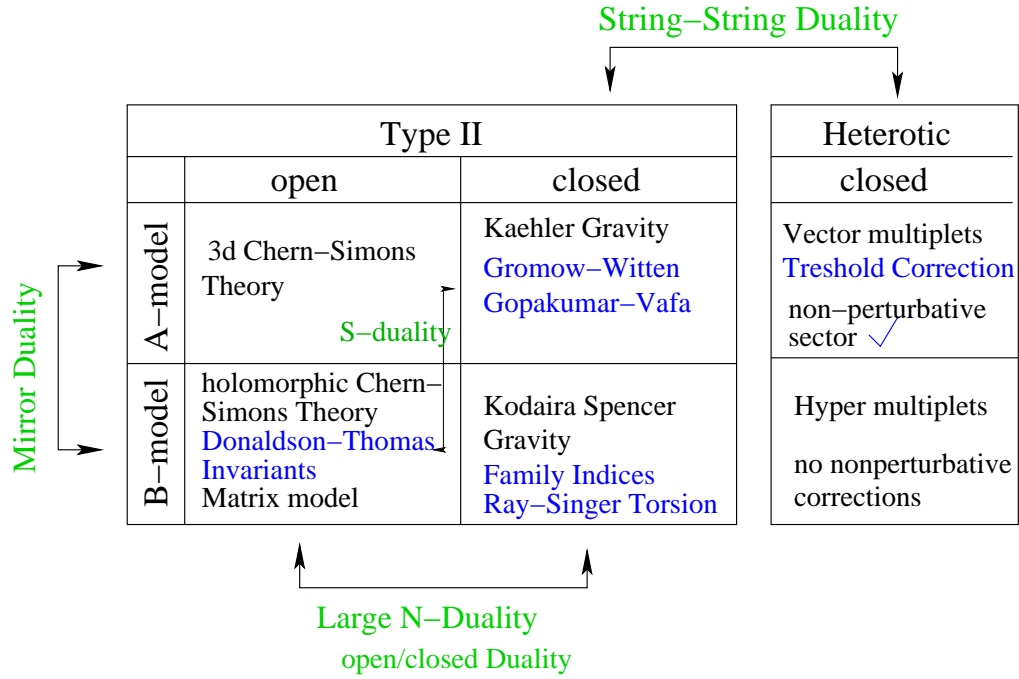 String–String Duality
Type II
Heterotic
open
closed
closed
Mirror Duality
A–model
3d Chern–Simons
Theory
S–duality
Kaehler Gravity
Gromow–Witten
Gopakumar–Vafa
Vector multiplets
Treshold Correction
non–perturbative
sector
B–model
holomorphic Chern–
Simons Theory
Donaldson–Thomas
Invariants
Matrix model
Kodaira Spencer
Gravity
Family Indices
Ray–Singer Torsion
Hyper multiplets
no nonperturbative
corrections
Large N–Duality
open/closed Duality